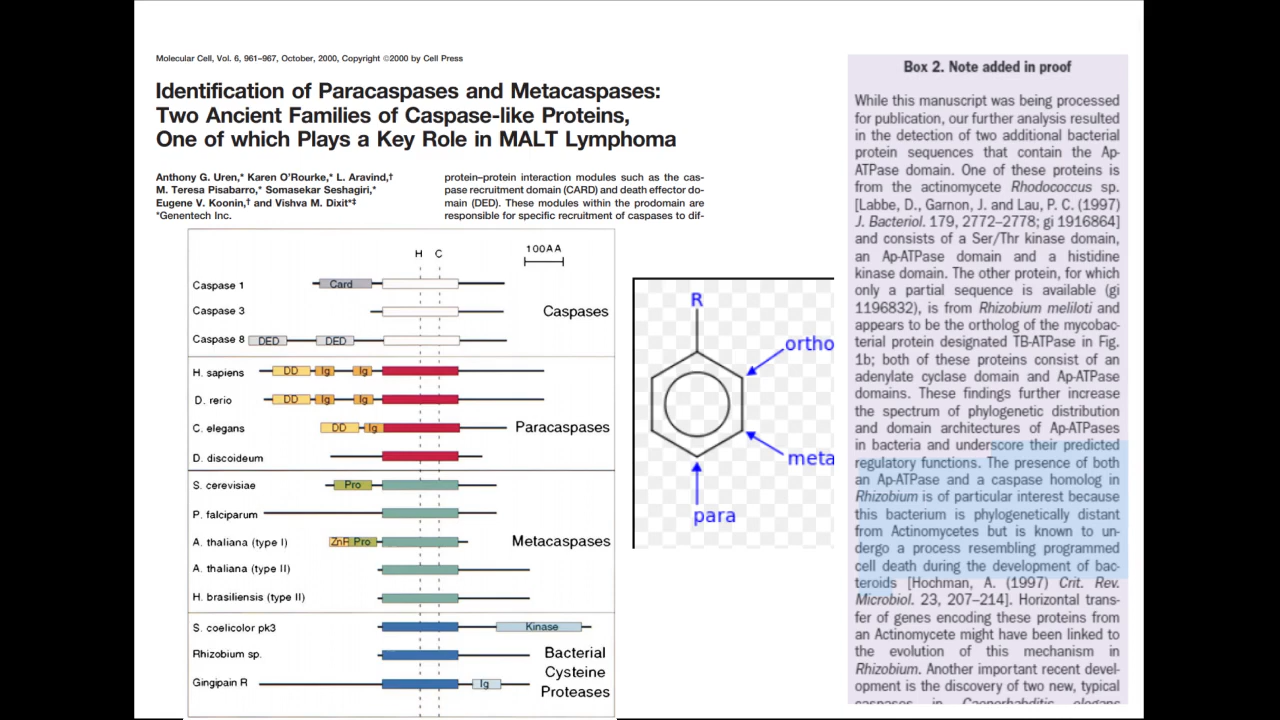 Molecular Cell, Vol. 6, 961–967, October, 2000, Copyright ©2000 by Cell Press
Identification of Paracaspases and Metacaspases:
Two Ancient Families of Caspase-like Proteins,
One of which Plays a Key Role in MALT Lymphoma
Anthony G. Uren,* Karen O'Rourke,* L. Aravind,†
M. Teresa Pisabarro,* Somasekar Seshagiri,*
Eugene V. Koonin,† and Vishva M. Dixit*‡
*Genentech Inc.
protein–protein interaction modules such as the cas-
pase recruitment domain (CARD) and death effector do-
main (DED). These modules within the prodomain are
responsible for specific recruitment of caspases to dif-
H C 100AA
Caspase 1 Card
Caspase 3 Caspases
Caspase 8 DED DED
H. sapiens DD Ig Ig
D. rerio DD Ig Ig
C. elegans DD Ig Paracaspases
D. discoideum
S. cerevisiae Pro
P. falciparum
A. thaliana (type I) ZnF Pro Metacaspases
A. thaliana (type II)
H. brasiliensis (type II)
S. coelicolor pk3 Kinase
Rhizobium sp. Bacterial
Cysteine
Gingipain R Ig Proteases
R
ortho
meta
para
Box 2. Note added in proof
While this manuscript was being processed
for publication, our further analysis resulted
in the detection of two additional bacterial
protein sequences that contain the Ap-
ATPase domain. One of these proteins is
from the actinomycete Rhodococcus sp.
[Labbe, D., Garnon, J. and Lau, P. C. (1997)
J. Bacteriol. 179, 2772–2778; gi 1916864]
and consists of a Ser/Thr kinase domain,
an Ap-ATPase domain and a histidine
kinase domain. The other protein, for which
only a partial sequence is available (gi
1196832), is from Rhizobium meliloti and
appears to be the ortholog of the mycobac-
terial protein designated TB-ATPase in Fig.
1b; both of these proteins consist of an
adenylate cyclase domain and Ap-ATPase
domains. These findings further increase
the spectrum of phylogenetic distribution
and domain architectures of Ap-ATPases
in bacteria and underscore their predicted
regulatory functions. The presence of both
an Ap-ATPase and a caspase homolog in
Rhizobium is of particular interest because
this bacterium is phylogenetically distant
from Actinomycetes but is known to un-
dergo a process resembling programmed
cell death during the development of bac-
teroids [Hochman, A. (1997) Crit. Rev.
Microbiol. 23, 207–214]. Horizontal trans-
fer of genes encoding these proteins from
an Actinomycete might have been linked to
the evolution of this mechanism in
Rhizobium. Another important recent devel-
opment is the discovery of two new, typical
caspases in Caenorhabditis elegans